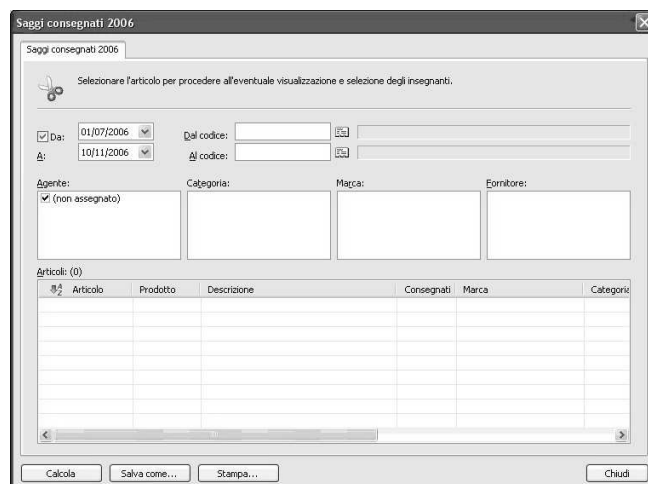 Saggi consegnati 2006
Saggi consegnati 2006
Selezionare l'articolo per procedere all'eventuale visualizzazione e selezione degli insegnanti.
Da: 01/07/2006 Dal codice:
A: 10/11/2006 Al codice:
Agente: Categoria: Marca: Fornitore:
(non assegnato)
Articoli: (0)
Articolo Prodotto Descrizione Consegnati Marca Categoria
Calcola Salva come... Stampa... Chiudi